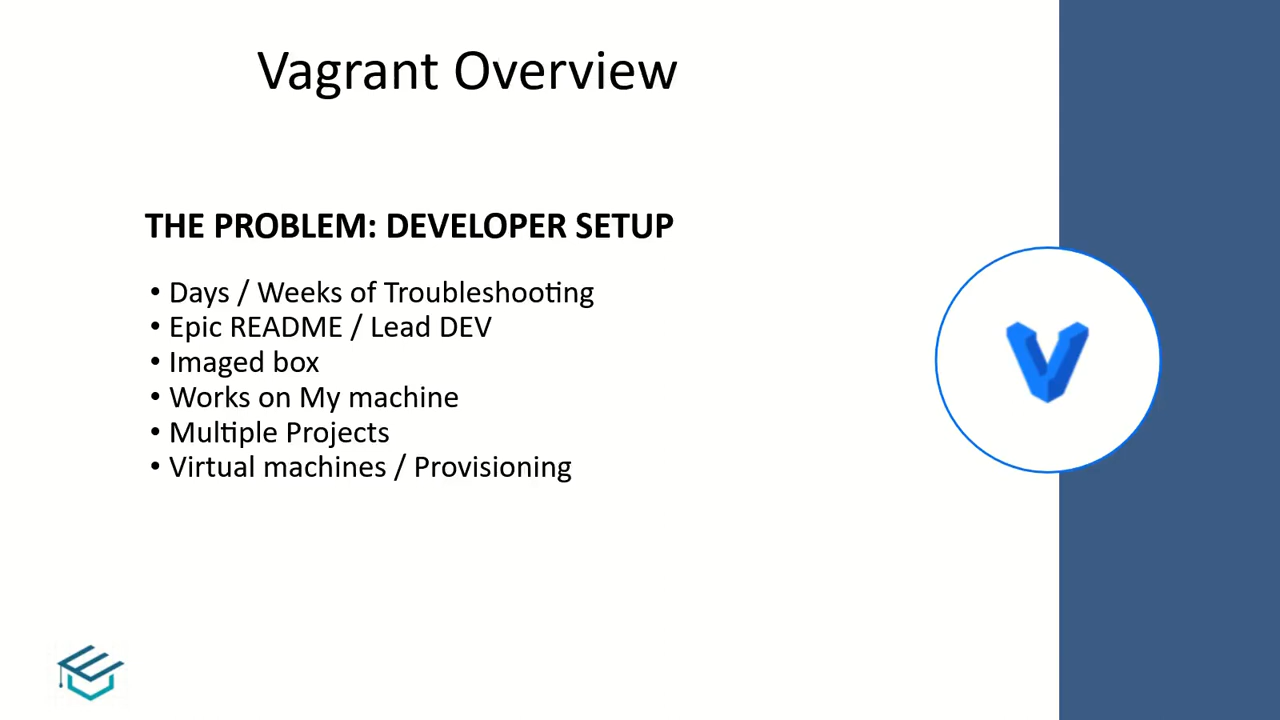 Vagrant Overview
THE PROBLEM: DEVELOPER SETUP
• Days / Weeks of Troubleshooting
• Epic README / Lead DEV
• Imaged box
• Works on My machine
• Multiple Projects
• Virtual machines / Provisioning